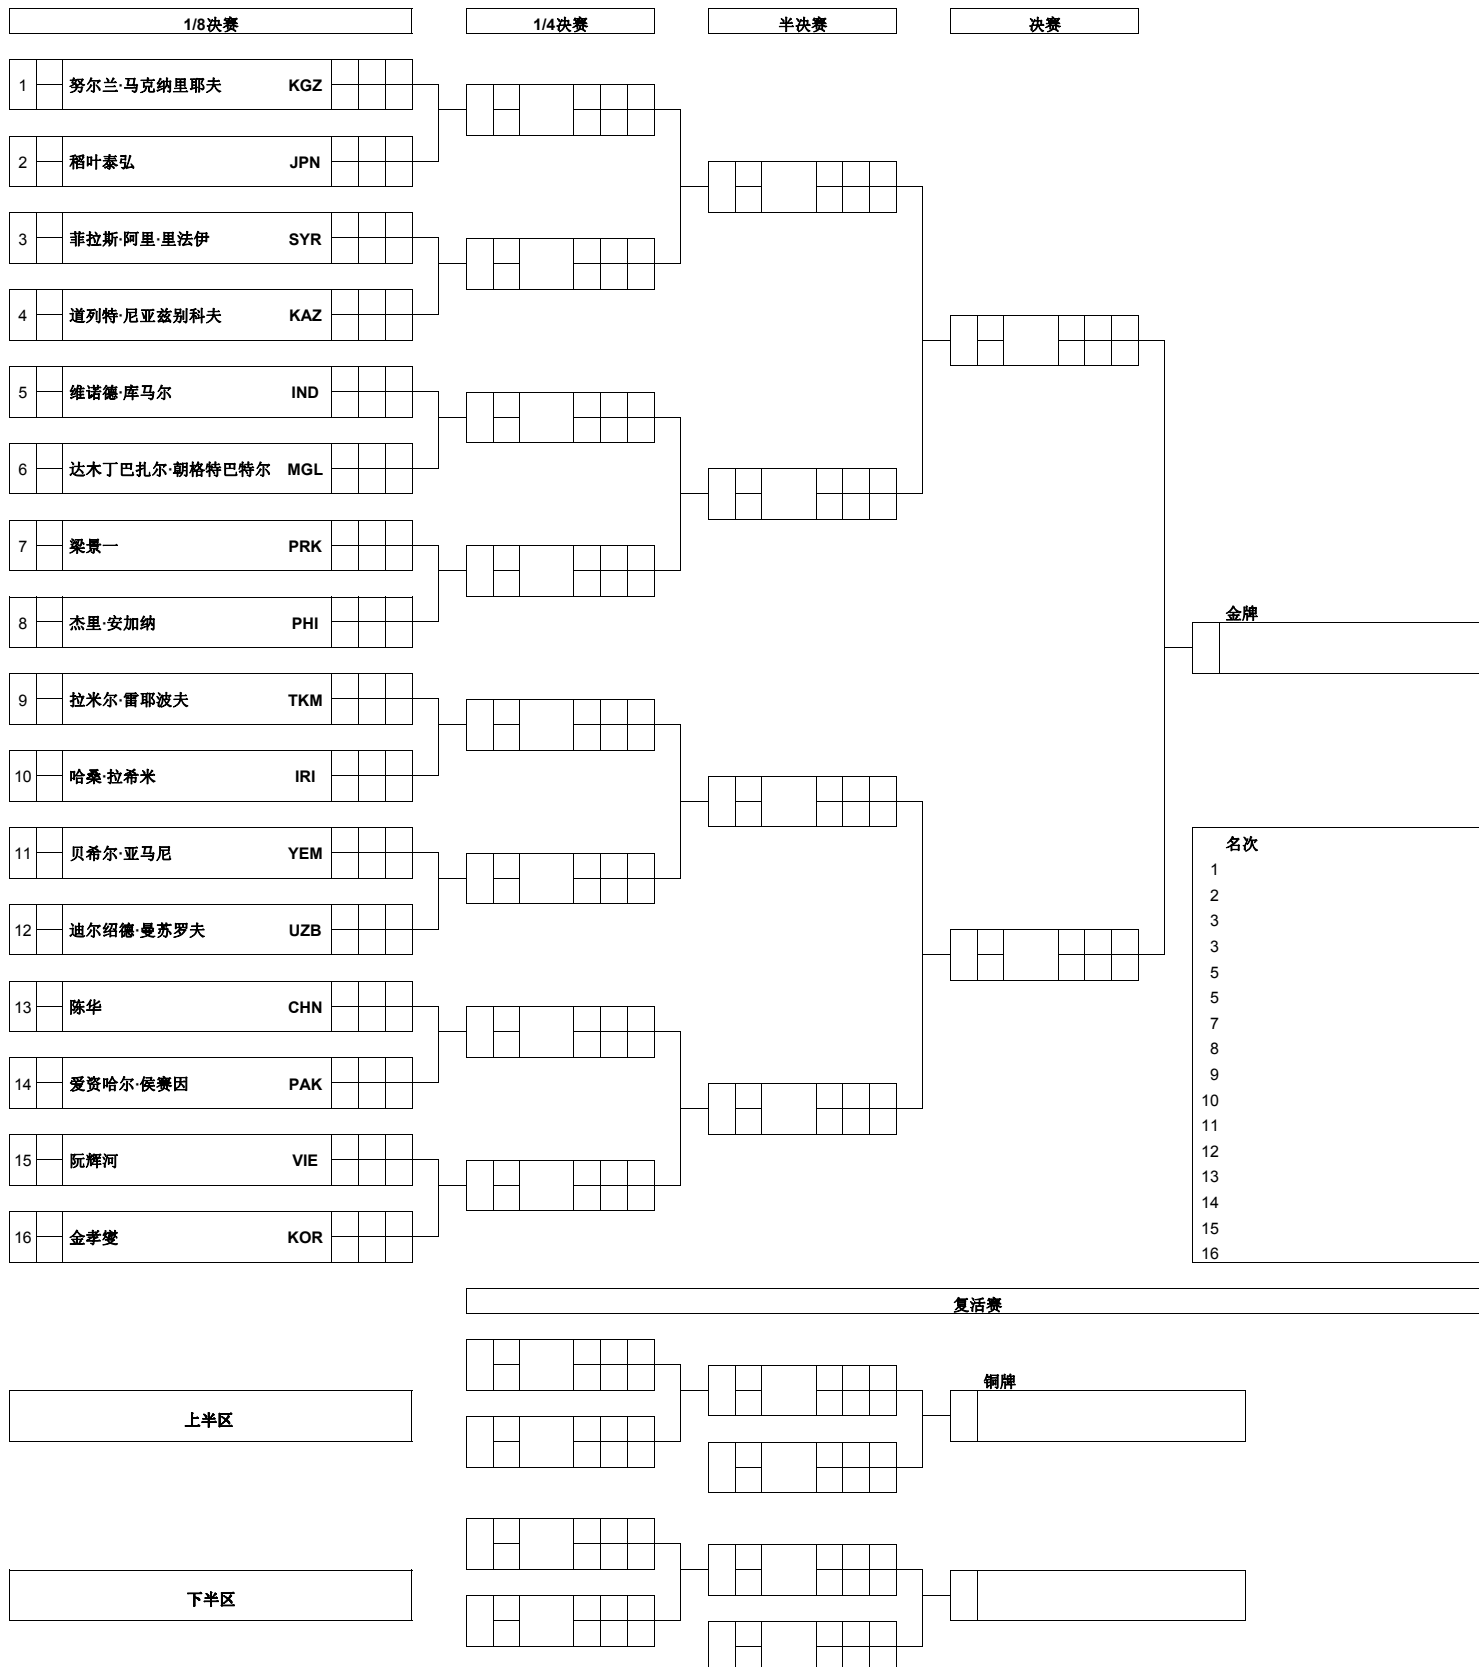 1/8决赛 1/4决赛 半决赛 决赛
1 努尔兰·马克纳里耶夫 KGZ
2 稻叶泰弘 JPN
3 菲拉斯·阿里·里法伊 SYR
4 道列特·尼亚兹别科夫 KAZ
5 维诺德·库马尔 IND
6 达木丁巴扎尔·朝格特巴特尔 MGL
7 梁景一 PRK
8 杰里·安加纳 PHI
金牌
9 拉米尔·雷耶波夫 TKM
10 哈桑·拉希米 IRI
11 贝希尔·亚马尼 YEM
12 迪尔绍德·曼苏罗夫 UZB
13 陈华 CHN
14 爱资哈尔·侯赛因 PAK
15 阮辉河 VIE
16 金孝燮 KOR
名次
1
2
3
3
5
5
7
8
9
10
11
12
13
14
15
16
复活赛
铜牌
上半区
下半区